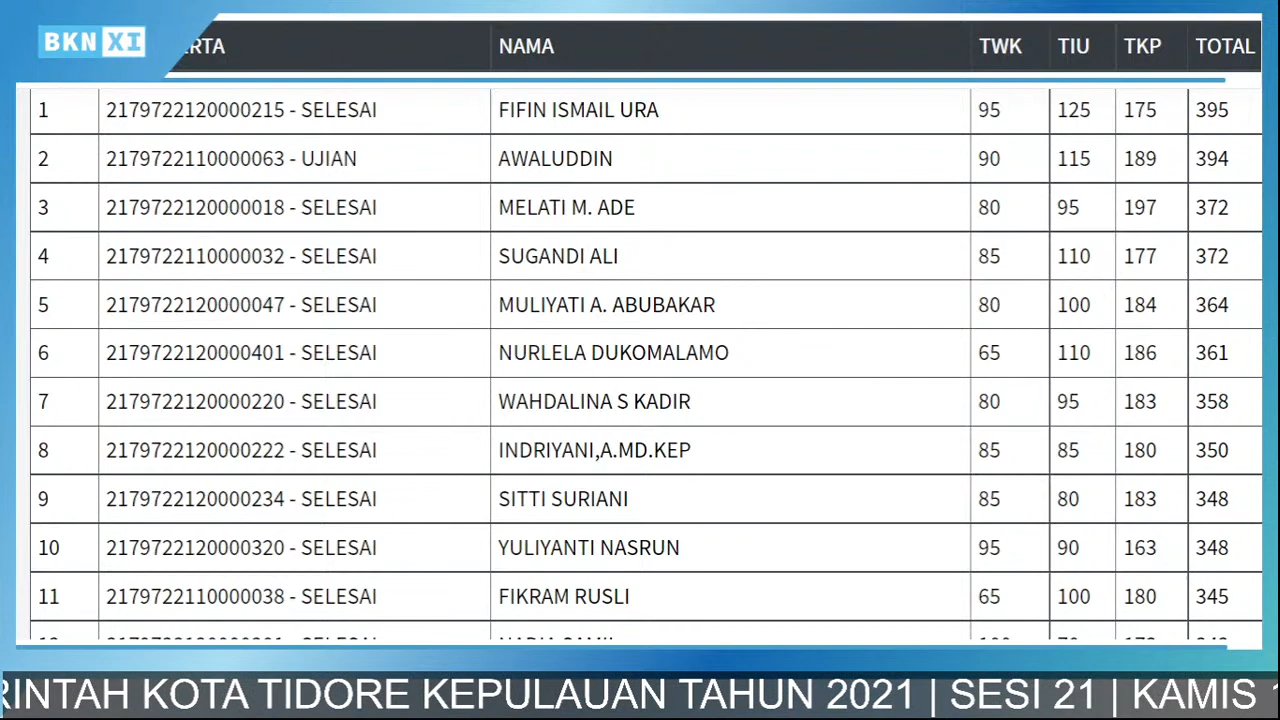 BKN XI
ERTA NAMA TWK TIU TKP TOTAL
1 2179722120000215 - SELESAI FIFIN ISMAIL URA 95 125 175 395
2 2179722110000063 - UJIAN AWALUDDIN 90 115 189 394
3 2179722120000018 - SELESAI MELATI M. ADE 80 95 197 372
4 2179722110000032 - SELESAI SUGANDI ALI 85 110 177 372
5 2179722120000047 - SELESAI MULIYATI A. ABUBAKAR 80 100 184 364
6 2179722120000401 - SELESAI NURLELA DUKOMALAMO 65 110 186 361
7 2179722120000220 - SELESAI WAHDALINA S KADIR 80 95 183 358
8 2179722120000222 - SELESAI INDRIYANI,A.MD.KEP 85 85 180 350
9 2179722120000234 - SELESAI SITTI SURIANI 85 80 183 348
10 2179722120000320 - SELESAI YULIYANTI NASRUN 95 90 163 348
11 2179722110000038 - SELESAI FIKRAM RUSLI 65 100 180 345
RINTAH KOTA TIDORE KEPULAUAN TAHUN 2021 | SESI 21 | KAMIS